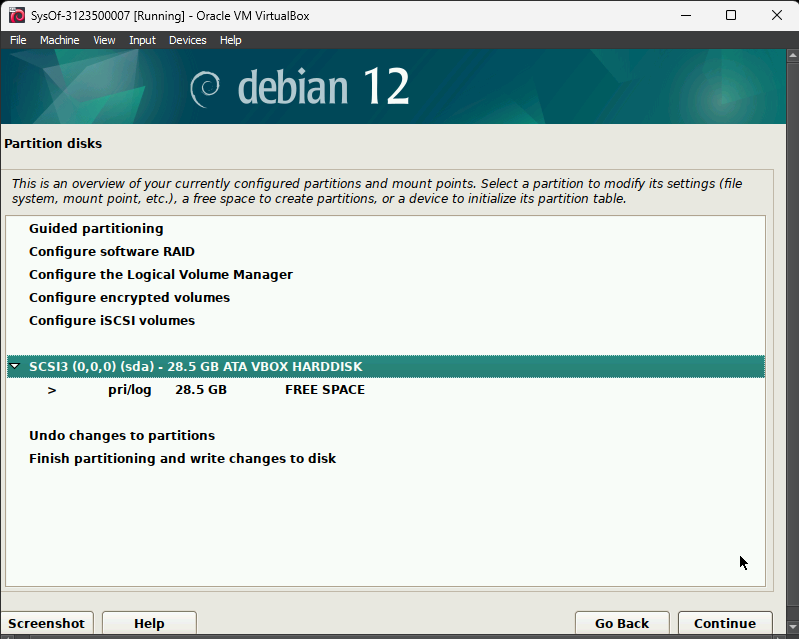 SysOf-3123500007 [Running] - Oracle VM VirtualBox
File Machine View Input Devices Help
debian 12
Partition disks
This is an overview of your currently configured partitions and mount points. Select a partition to modify its settings (file
system, mount point, etc.), a free space to create partitions, or a device to initialize its partition table.
Guided partitioning
Configure software RAID
Configure the Logical Volume Manager
Configure encrypted volumes
Configure iSCSI volumes
SCSI3 (0,0,0) (sda) - 28.5 GB ATA VBOX HARDDISK
> pri/log 28.5 GB FREE SPACE
Undo changes to partitions
Finish partitioning and write changes to disk
Screenshot Help Go Back Continue